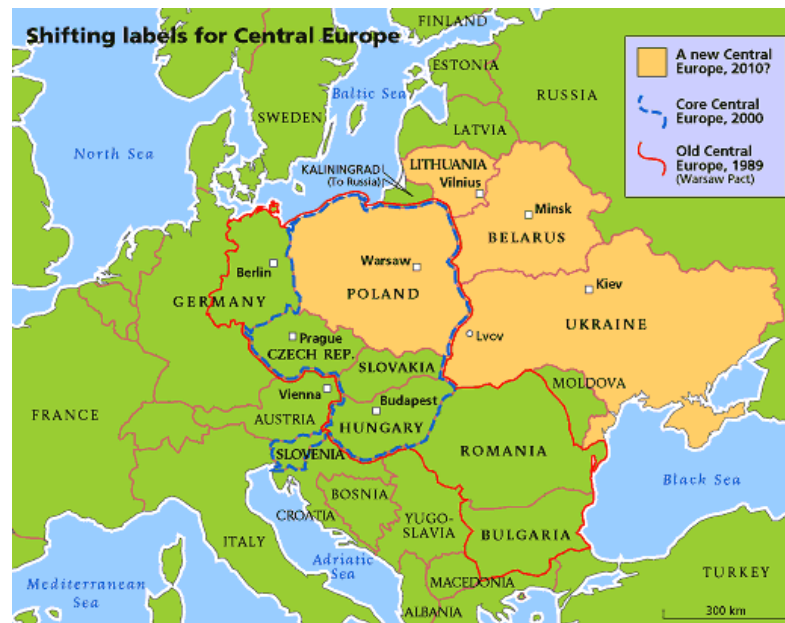 Shifting labels for Central Europe
A new Central
Europe, 2010?
Core Central
Europe, 2000
Old Central
Europe, 1989
(Warsaw Pact)
FINLAND
ESTONIA
RUSSIA
Baltic Sea
SWEDEN
LATVIA
North Sea
KALININGRAD
(To Russia)
LITHUANIA
Vilnius
Minsk
BELARUS
Berlin
Warsaw
POLAND
GERMANY
Kiev
UKRAINE
Lvov
Prague
CZECH REP.
SLOVAKIA
MOLDOVA
Vienna
Budapest
FRANCE
AUSTRIA
HUNGARY
SLOVENIA
ROMANIA
Black Sea
BOSNIA
CROATIA
YUGO-
SLAVIA
BULGARIA
ITALY
Adriatic
Sea
TURKEY
Mediterranean
Sea
MACEDONIA
ALBANIA
300 km